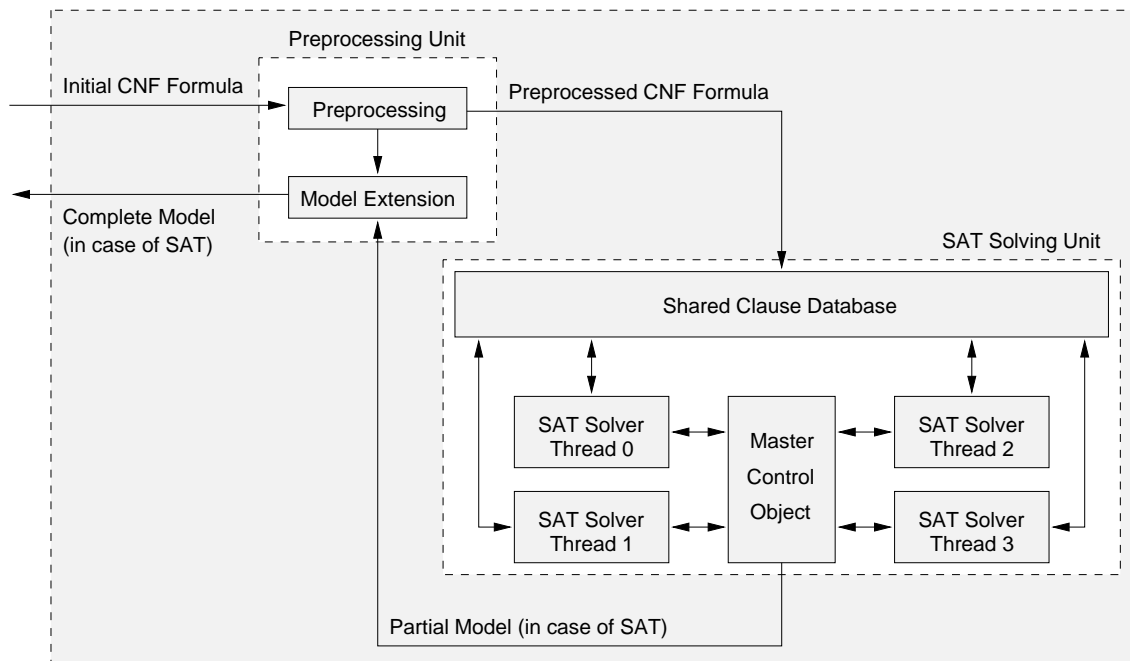 Preprocessing Unit
Initial CNF Formula
Preprocessing
Preprocessed CNF Formula
Model Extension
Complete Model
(in case of SAT)
SAT Solving Unit
Shared Clause Database
SAT Solver
Thread 0
Master
Control
Object
SAT Solver
Thread 2
SAT Solver
Thread 1
SAT Solver
Thread 3
Partial Model (in case of SAT)